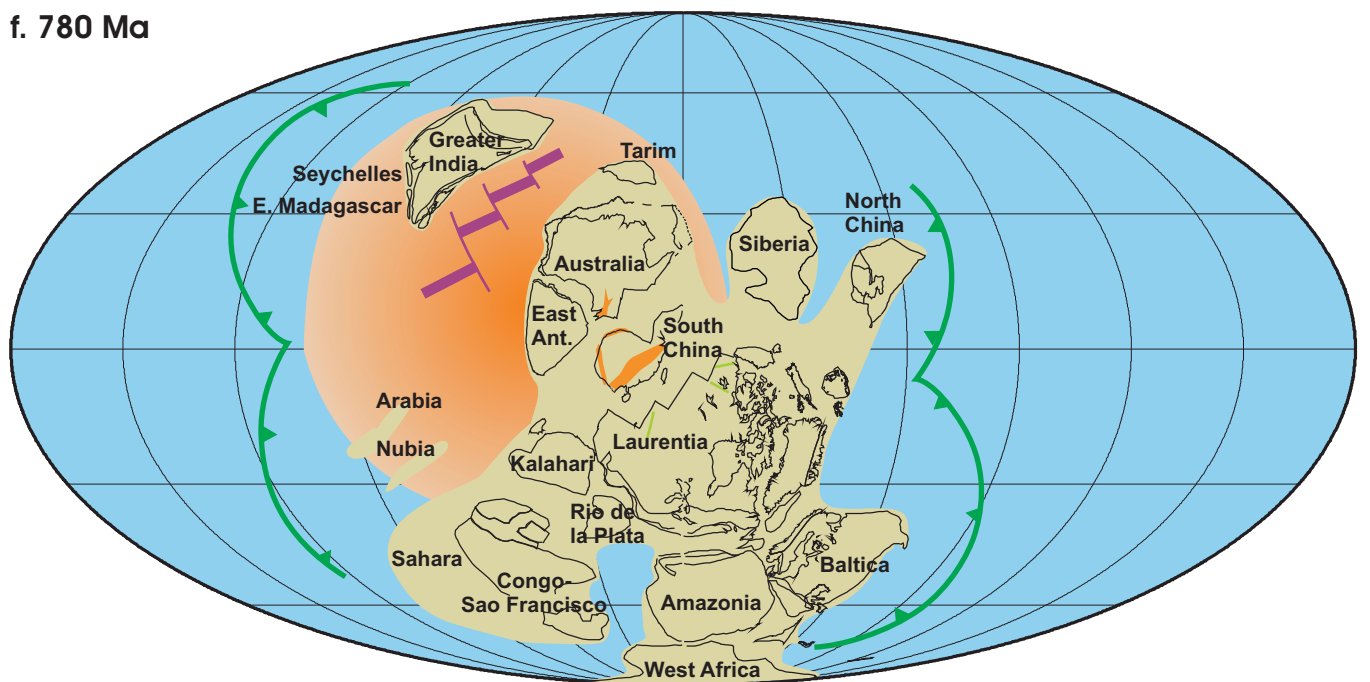 f. 780 Ma
Greater
India
Seychelles
E. Madagascar
Tarim
North
China
Siberia
Australia
East
Ant.
South
China
Arabia
Nubia
Laurentia
Kalahari
Rio de
la Plata
Sahara
Congo-
Sao Francisco
Amazonia
Baltica
West Africa